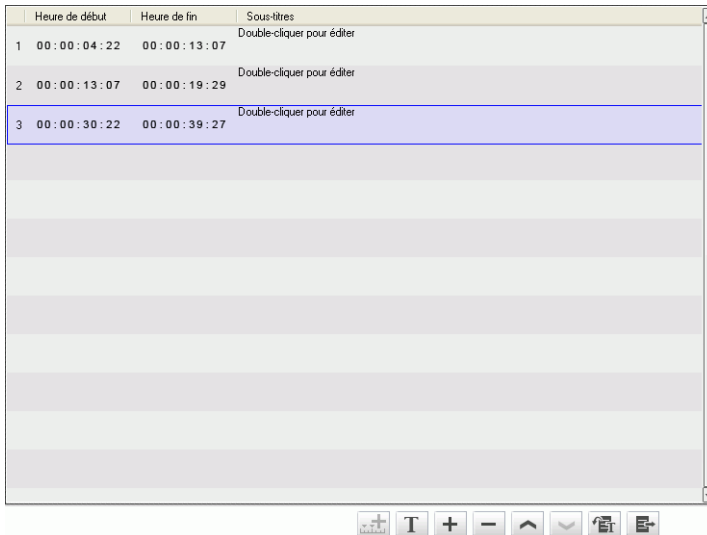 Heure de début Heure de fin Sous-titres
1 00:00:04:22 00:00:13:07 Double-cliquer pour éditer
2 00:00:13:07 00:00:19:29 Double-cliquer pour éditer
3 00:00:30:22 00:00:39:27 Double-cliquer pour éditer
T